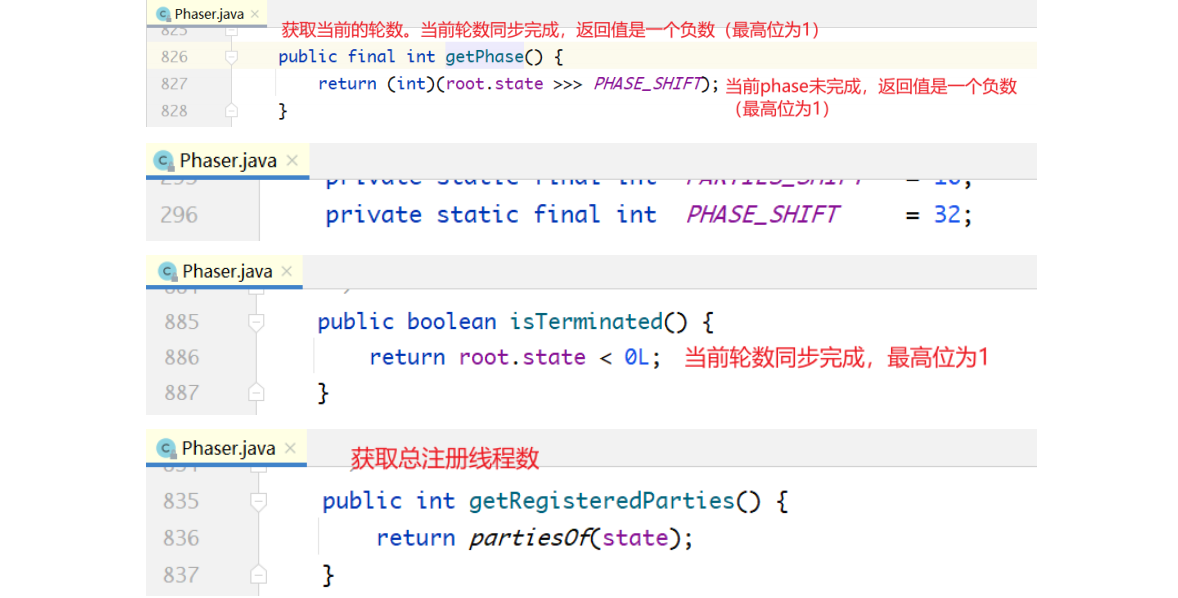 Phaser.java
825 获取当前的轮数。当前轮数同步完成，返回值是一个负数（最高位为1）
826 public final int getPhase() {
827 return (int)(root.state >>> PHASE_SHIFT); 当前phase未完成，返回值是一个负数
（最高位为1）
828 }
Phaser.java
295 private static final int PARTIES_SHIFT = 16;
296 private static final int PHASE_SHIFT = 32;
Phaser.java
884
885 public boolean isTerminated() {
886 return root.state < 0L; 当前轮数同步完成，最高位为1
887 }
Phaser.java
834 获取总注册线程数
835 public int getRegisteredParties() {
836 return partiesOf(state);
837 }